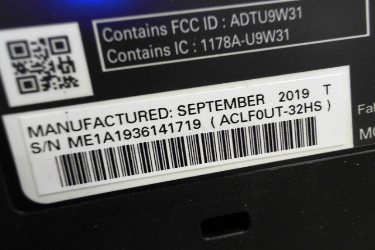 Contains FCC ID : ADTU9W31
Contains IC : 1178A-U9W31
MANUFACTURED: SEPTEMBER 2019 T
S/N ME1A1936141719 ( ACLF0UT-32HS )